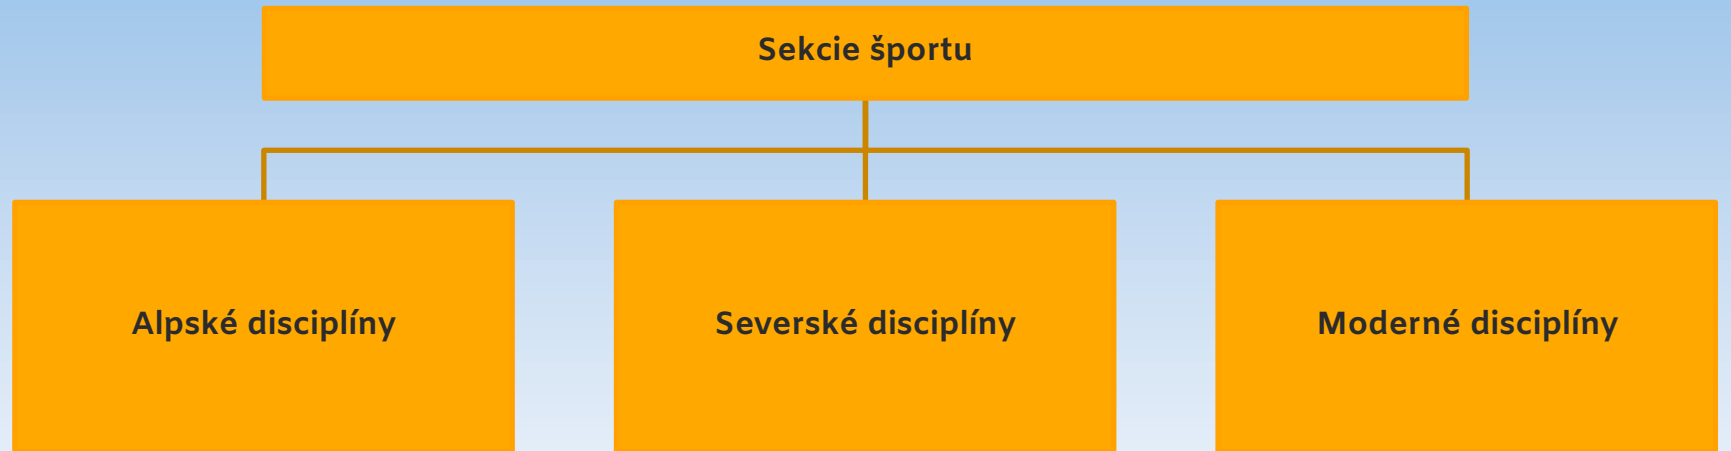 Sekcie športu
Alpské disciplíny
Severské disciplíny
Moderné disciplíny